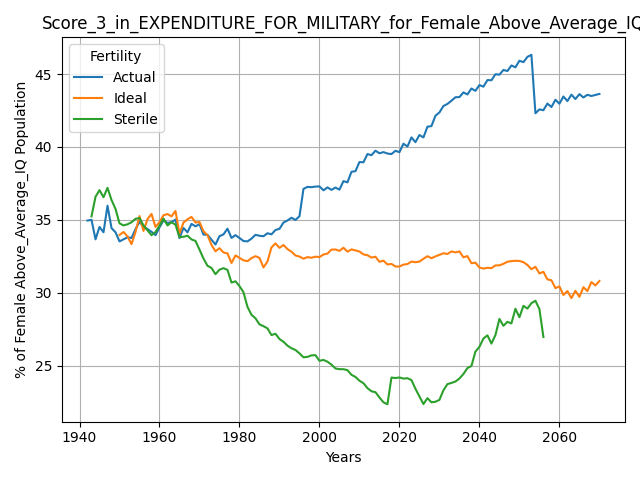 Score_3_in_EXPENDITURE_FOR_MILITARY_for_Female_Above_Average_IQ
Fertility
Actual
Ideal
Sterile
% of Female Above_Average_IQ Population
45
40
35
30
25
1940 1960 1980 2000 2020 2040 2060
Years